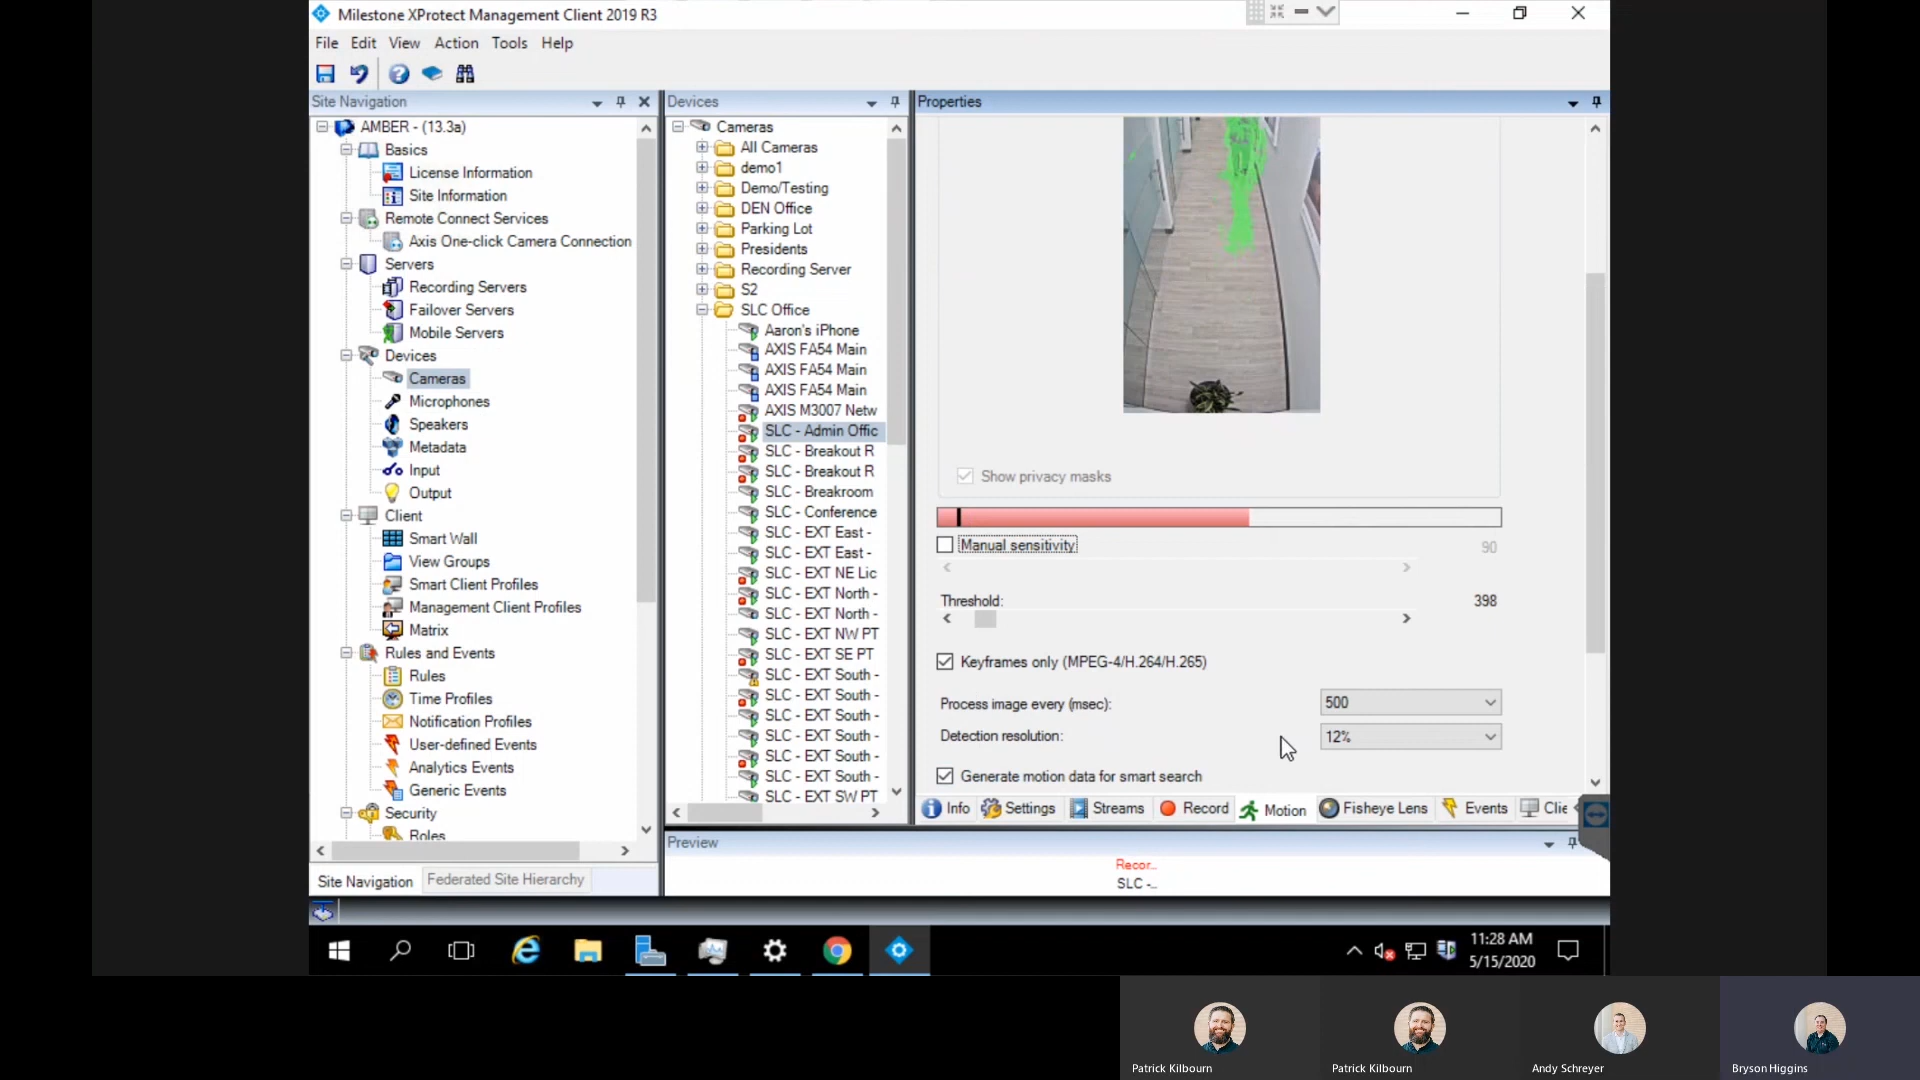 Milestone XProtect Management Client 2019 R3
File Edit View Action Tools Help
Site Navigation
AMBER - (13.3a)
Basics
License Information
Site Information
Remote Connect Services
Axis One-click Camera Connection
Servers
Recording Servers
Failover Servers
Mobile Servers
Devices
Cameras
Microphones
Speakers
Metadata
Input
Output
Client
Smart Wall
View Groups
Smart Client Profiles
Management Client Profiles
Matrix
Rules and Events
Rules
Time Profiles
Notification Profiles
User-defined Events
Analytics Events
Generic Events
Security
Roles
Site Navigation Federated Site Hierarchy
Devices
Cameras
All Cameras
demo1
Demo/Testing
DEN Office
Parking Lot
Presidents
Recording Server
S2
SLC Office
Aaron's iPhone
AXIS FA54 Main
AXIS FA54 Main
AXIS FA54 Main
AXIS M3007 Netw
SLC - Admin Offic
SLC - Breakout R
SLC - Breakout R
SLC - Breakroom
SLC - Conference
SLC - EXT East -
SLC - EXT East -
SLC - EXT NE Lic
SLC - EXT North -
SLC - EXT North -
SLC - EXT NW PT
SLC - EXT SE PT
SLC - EXT South -
SLC - EXT South -
SLC - EXT South -
SLC - EXT South -
SLC - EXT South -
SLC - EXT South -
SLC - EXT SW PT
Properties
Show privacy masks
Manual sensitivity 90
Threshold: 398
Keyframes only (MPEG-4/H.264/H.265)
Process image every (msec): 500
Detection resolution: 12%
Generate motion data for smart search
Info Settings Streams Record Motion Fisheye Lens Events Clie
Preview
Recor...
SLC -...
11:28 AM
5/15/2020
Patrick Kilbourn Patrick Kilbourn Andy Schreyer Bryson Higgins